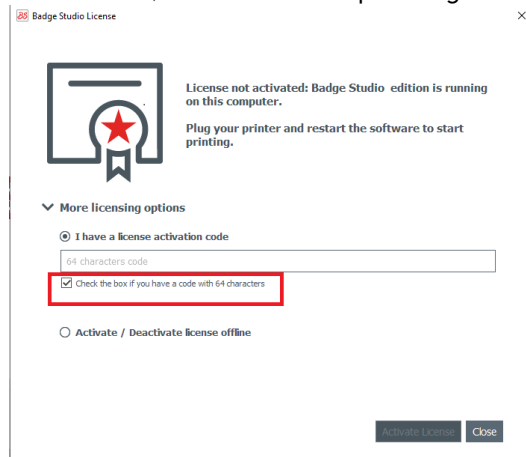 BS Badge Studio License
License not activated: Badge Studio edition is running
on this computer.
Plug your printer and restart the software to start
printing.
More licensing options
I have a license activation code
64 characters code
Check the box if you have a code with 64 characters
Activate / Deactivate license offline
Activate License Close